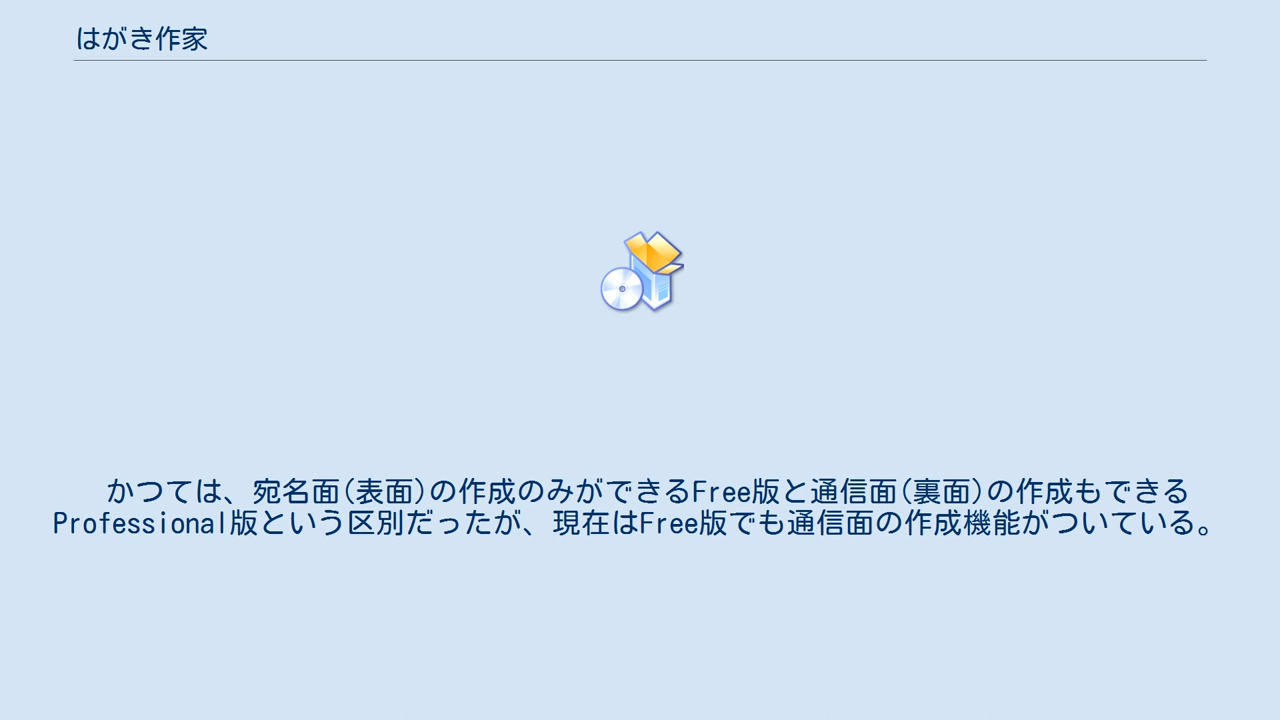 はがき作家
かつては、宛名面(表面)の作成のみができるFree版と通信面(裏面)の作成もできる
Professional版という区別だったが、現在はFree版でも通信面の作成機能がついている。